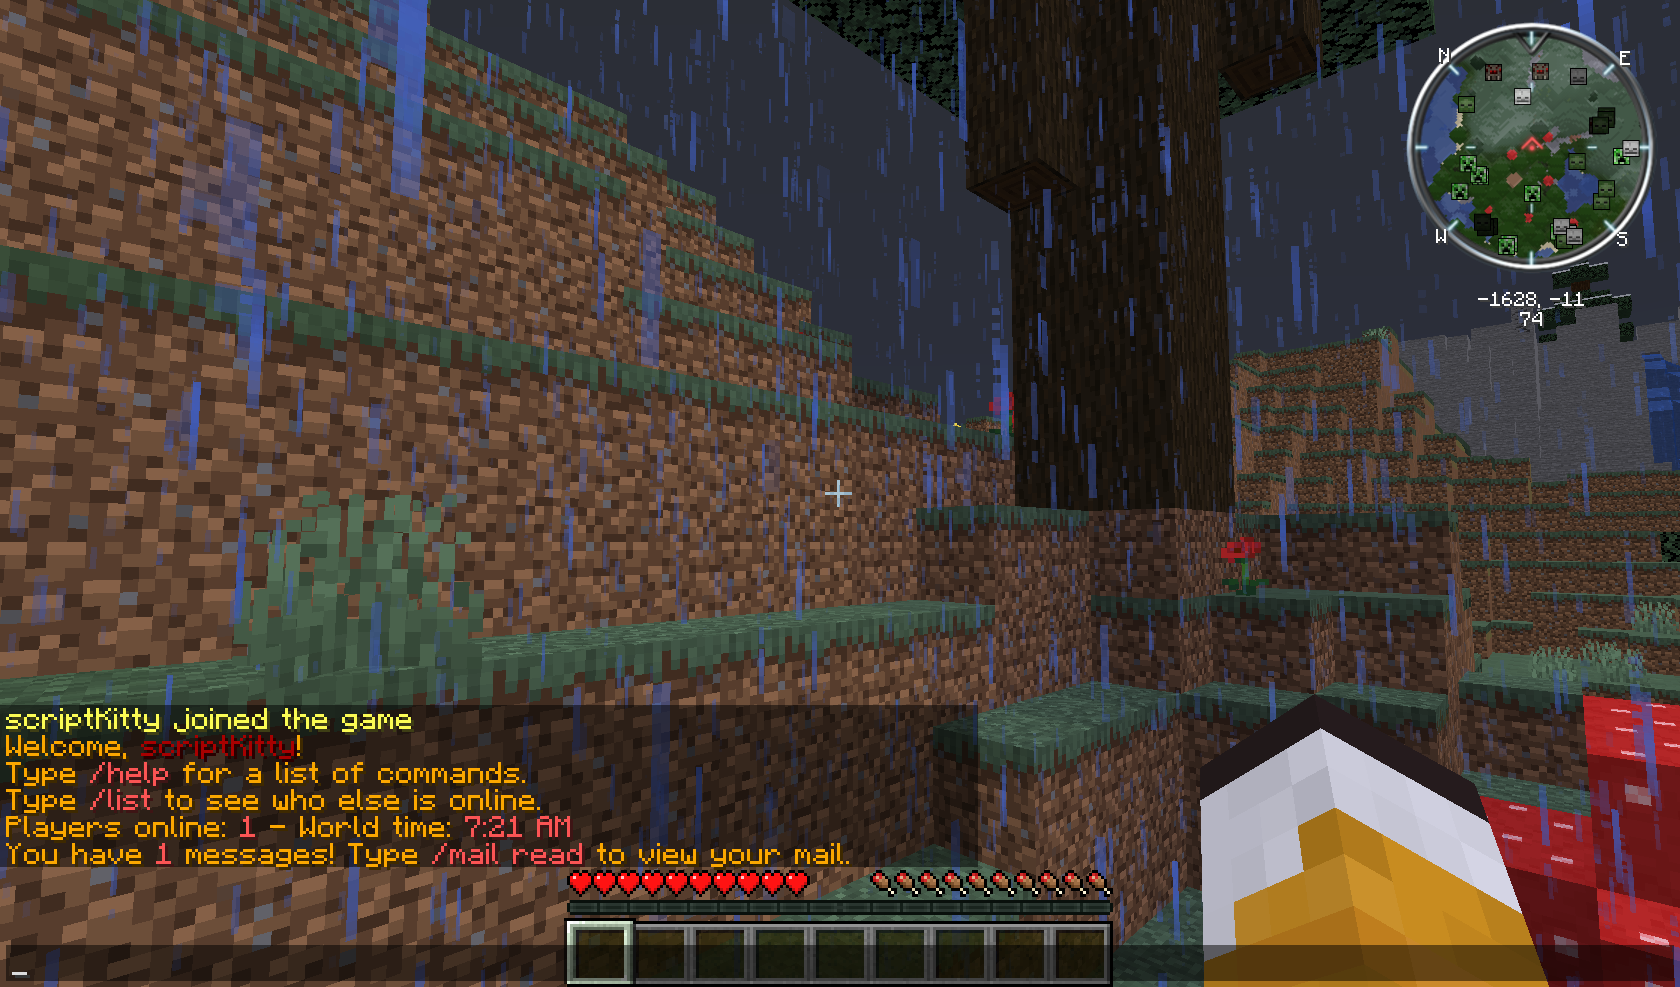 N
E
W
S
-1628, -11
74
scriptKitty joined the game
Welcome, scriptKitty!
Type /help for a list of commands.
Type /list to see who else is online.
Players online: 1 - World time: 7:21 AM
You have 1 messages! Type /mail read to view your mail.
_